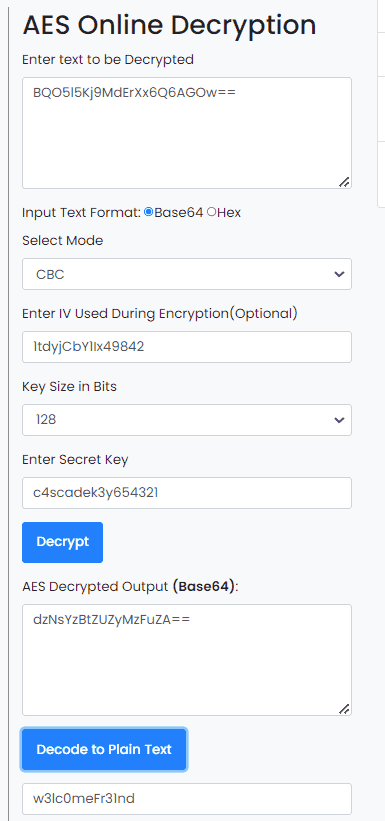 AES Online Decryption
Enter text to be Decrypted
BQO5l5Kj9MdErXx6Q6AGOw==
Input Text Format: Base64 Hex
Select Mode
CBC
Enter IV Used During Encryption(Optional)
1tdyjCbY1Ix49842
Key Size in Bits
128
Enter Secret Key
c4scadek3y654321
Decrypt
AES Decrypted Output (Base64):
dzNsYzBtZUZyMzFuZA==
Decode to Plain Text
w3lc0meFr31nd